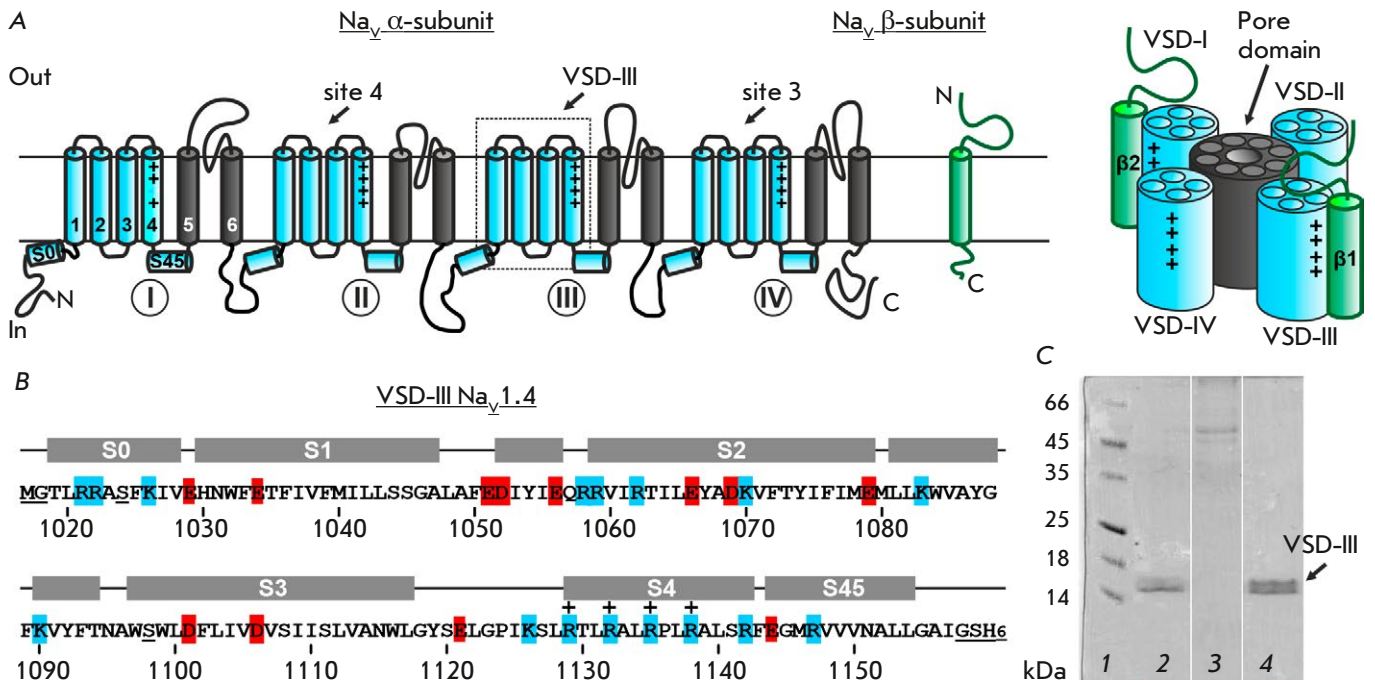 A
Na_v α-subunit
Na_v β-subunit
VSD-I
Pore
domain
Out
site 4
VSD-III
site 3
N
VSD-II
++ +
++++
++++
++++
β2
++
1 2 3 4 5 6
++++
++++
β1
S0
S45
N
I
II
III
IV
C
C
In
VSD-IV
VSD-III
B
VSD-III Na_v1.4
C
S0 S1 S2
MGTLRRASFKIVEHNWFETFIVFMILLSSGALAFEDIYIEQRRVIRTILEYADKVFTYIFIMEMLLKWVAYG
1020 1030 1040 1050 1060 1070 1080
S3 S4 S45
+ + + +
FKVYFTNAWSWLDFLIVDVSIISLVANWLGYSELGPIKSLRTLRALRPLRALSRFEGMRVVVNALLGAIGSH6
1090 1100 1110 1120 1130 1140 1150
66
45
35
25
18
14
VSD-III
kDa 1 2 3 4